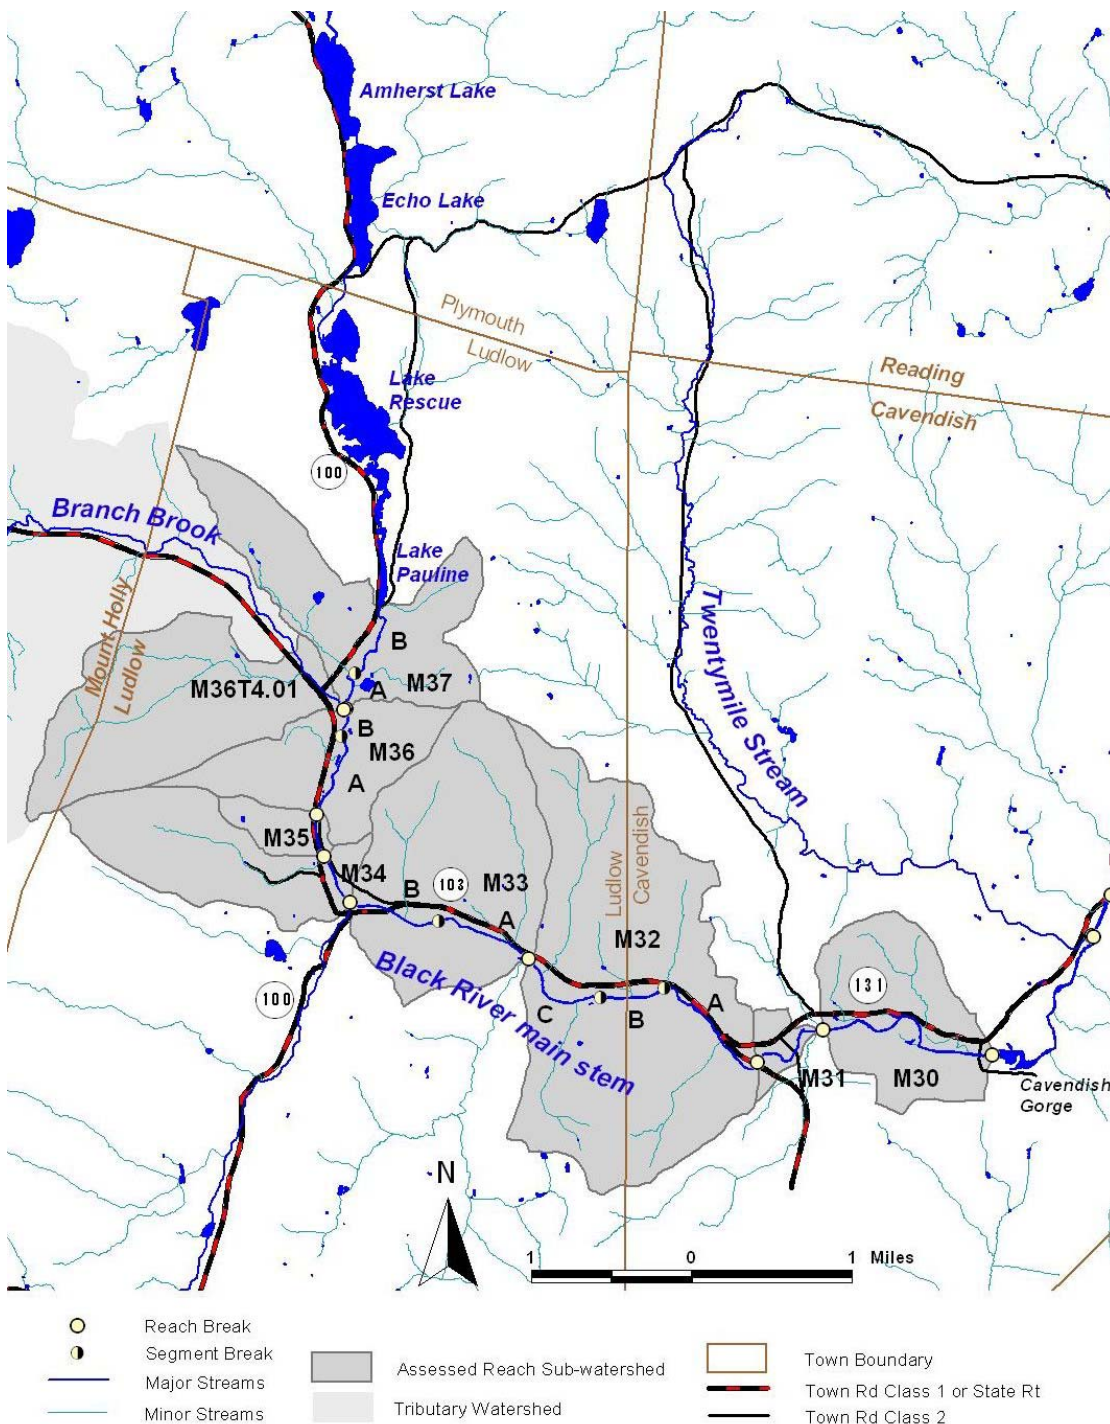 Amherst Lake
Echo Lake
Plymouth
Ludlow
Lake
Rescue
Reading
Cavendish
100
Branch Brook
Lake
Pauline
Mount Holly
Ludlow
Twentymile Stream
B
M36T4.01
A
M37
B
M36
A
M35
M34
B
103
M33
A
Ludlow
Cavendish
M32
Black River main stem
100
C
B
A
131
M31
M30
Cavendish
Gorge
N
1
0
1
Miles
Reach Break
Segment Break
Major Streams
Minor Streams
Assessed Reach Sub-watershed
Tributary Watershed
Town Boundary
Town Rd Class 1 or State Rt
Town Rd Class 2